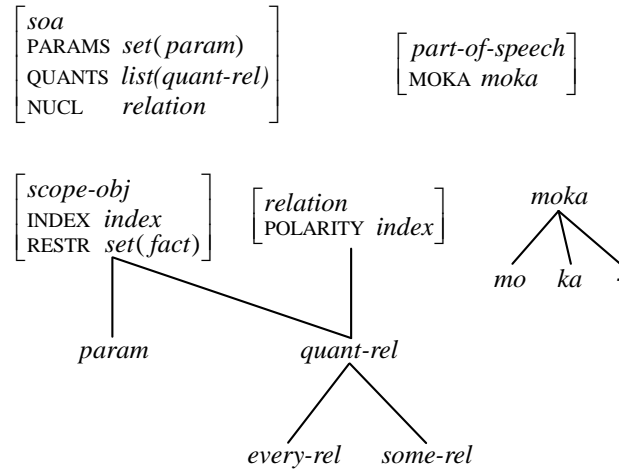 soa
PARAMS set(param)
QUANTS list(quant-rel)
NUCL relation
part-of-speech
MOKA moka
scope-obj
INDEX index
RESTR set(fact)
relation
POLARITY index
moka
mo ka
param quant-rel
every-rel some-rel